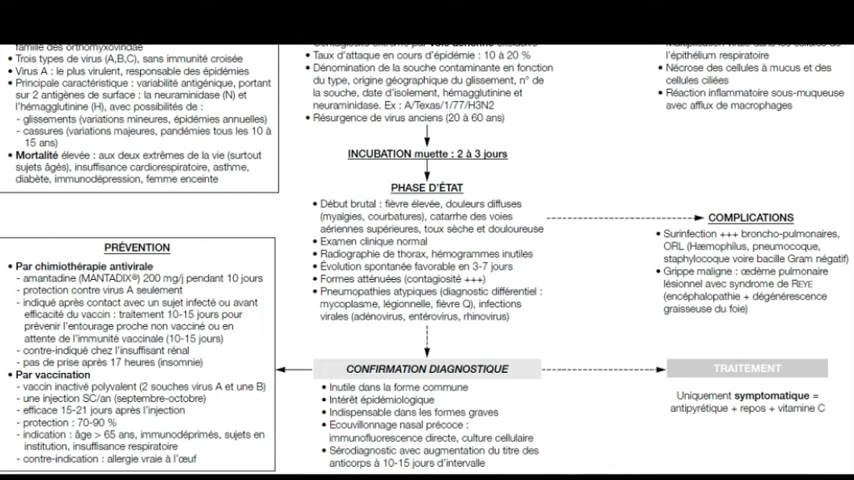 famille des orthomyxoviridae
• Trois types de virus (A,B,C), sans immunité croisée
• Virus A : le plus virulent, responsable des épidémies
• Principale caractéristique : variabilité antigénique, portant
sur 2 antigènes de surface : la neuraminidase (N) et
l'hémagglutinine (H), avec possibilités de :
- glissements (variations mineures, épidémies annuelles)
- cassures (variations majeures, pandémies tous les 10 à
15 ans)
• Mortalité élevée : aux deux extrêmes de la vie (surtout
sujets âgés), insuffisance cardiorespiratoire, asthme,
diabète, immunodépression, femme enceinte
PRÉVENTION
• Par chimiothérapie antivirale
- amantadine (MANTADIX®) 200 mg/j pendant 10 jours
- protection contre virus A seulement
- indiqué après contact avec un sujet infecté ou avant
efficacité du vaccin : traitement 10-15 jours pour
prévenir l'entourage proche non vacciné ou en
attente de l'immunité vaccinale (10-15 jours)
- contre-indiqué chez l'insuffisant rénal
- pas de prise après 17 heures (insomnie)
• Par vaccination
- vaccin inactivé polyvalent (2 souches virus A et une B)
- une injection SC/an (septembre-octobre)
- efficace 15-21 jours après l'injection
- protection : 70-90 %
- indication : âge > 65 ans, immunodéprimés, sujets en
institution, insuffisance respiratoire
- contre-indication : allergie vraie à l'œuf
• Contagiosité extrême par voie aérienne exclusive
• Taux d'attaque en cours d'épidémie : 10 à 20 %
• Dénomination de la souche contaminante en fonction
du type, origine géographique du glissement, n° de
la souche, date d'isolement, hémagglutinine et
neuraminidase. Ex : A/Texas/1/77/H3N2
• Résurgence de virus anciens (20 à 60 ans)
INCUBATION muette : 2 à 3 jours
PHASE D'ÉTAT
• Début brutal : fièvre élevée, douleurs diffuses
(myalgies, courbatures), catarrhe des voies
aériennes supérieures, toux sèche et douloureuse
• Examen clinique normal
• Radiographie de thorax, hémogrammes inutiles
• Évolution spontanée favorable en 3-7 jours
• Formes atténuées (contagiosité +++)
• Pneumopathies atypiques (diagnostic différentiel :
mycoplasme, légionnelle, fièvre Q), infections
virales (adénovirus, entérovirus, rhinovirus)
CONFIRMATION DIAGNOSTIQUE
• Inutile dans la forme commune
• Intérêt épidémiologique
• Indispensable dans les formes graves
• Ecouvillonnage nasal précoce :
immunofluorescence directe, culture cellulaire
• Sérodiagnostic avec augmentation du titre des
anticorps à 10-15 jours d'intervalle
• Multiplication virale dans les cellules de
l'épithélium respiratoire
• Nécrose des cellules à mucus et des
cellules ciliées
• Réaction inflammatoire sous-muqueuse
avec afflux de macrophages
COMPLICATIONS
• Surinfection +++ broncho-pulmonaires,
ORL (Hæmophilus, pneumocoque,
staphylocoque voire bacille Gram négatif)
• Grippe maligne : œdème pulmonaire
lésionnel avec syndrome de REYE
(encéphalopathie + dégénérescence
graisseuse du foie)
TRAITEMENT
Uniquement symptomatique =
antipyrétique + repos + vitamine C